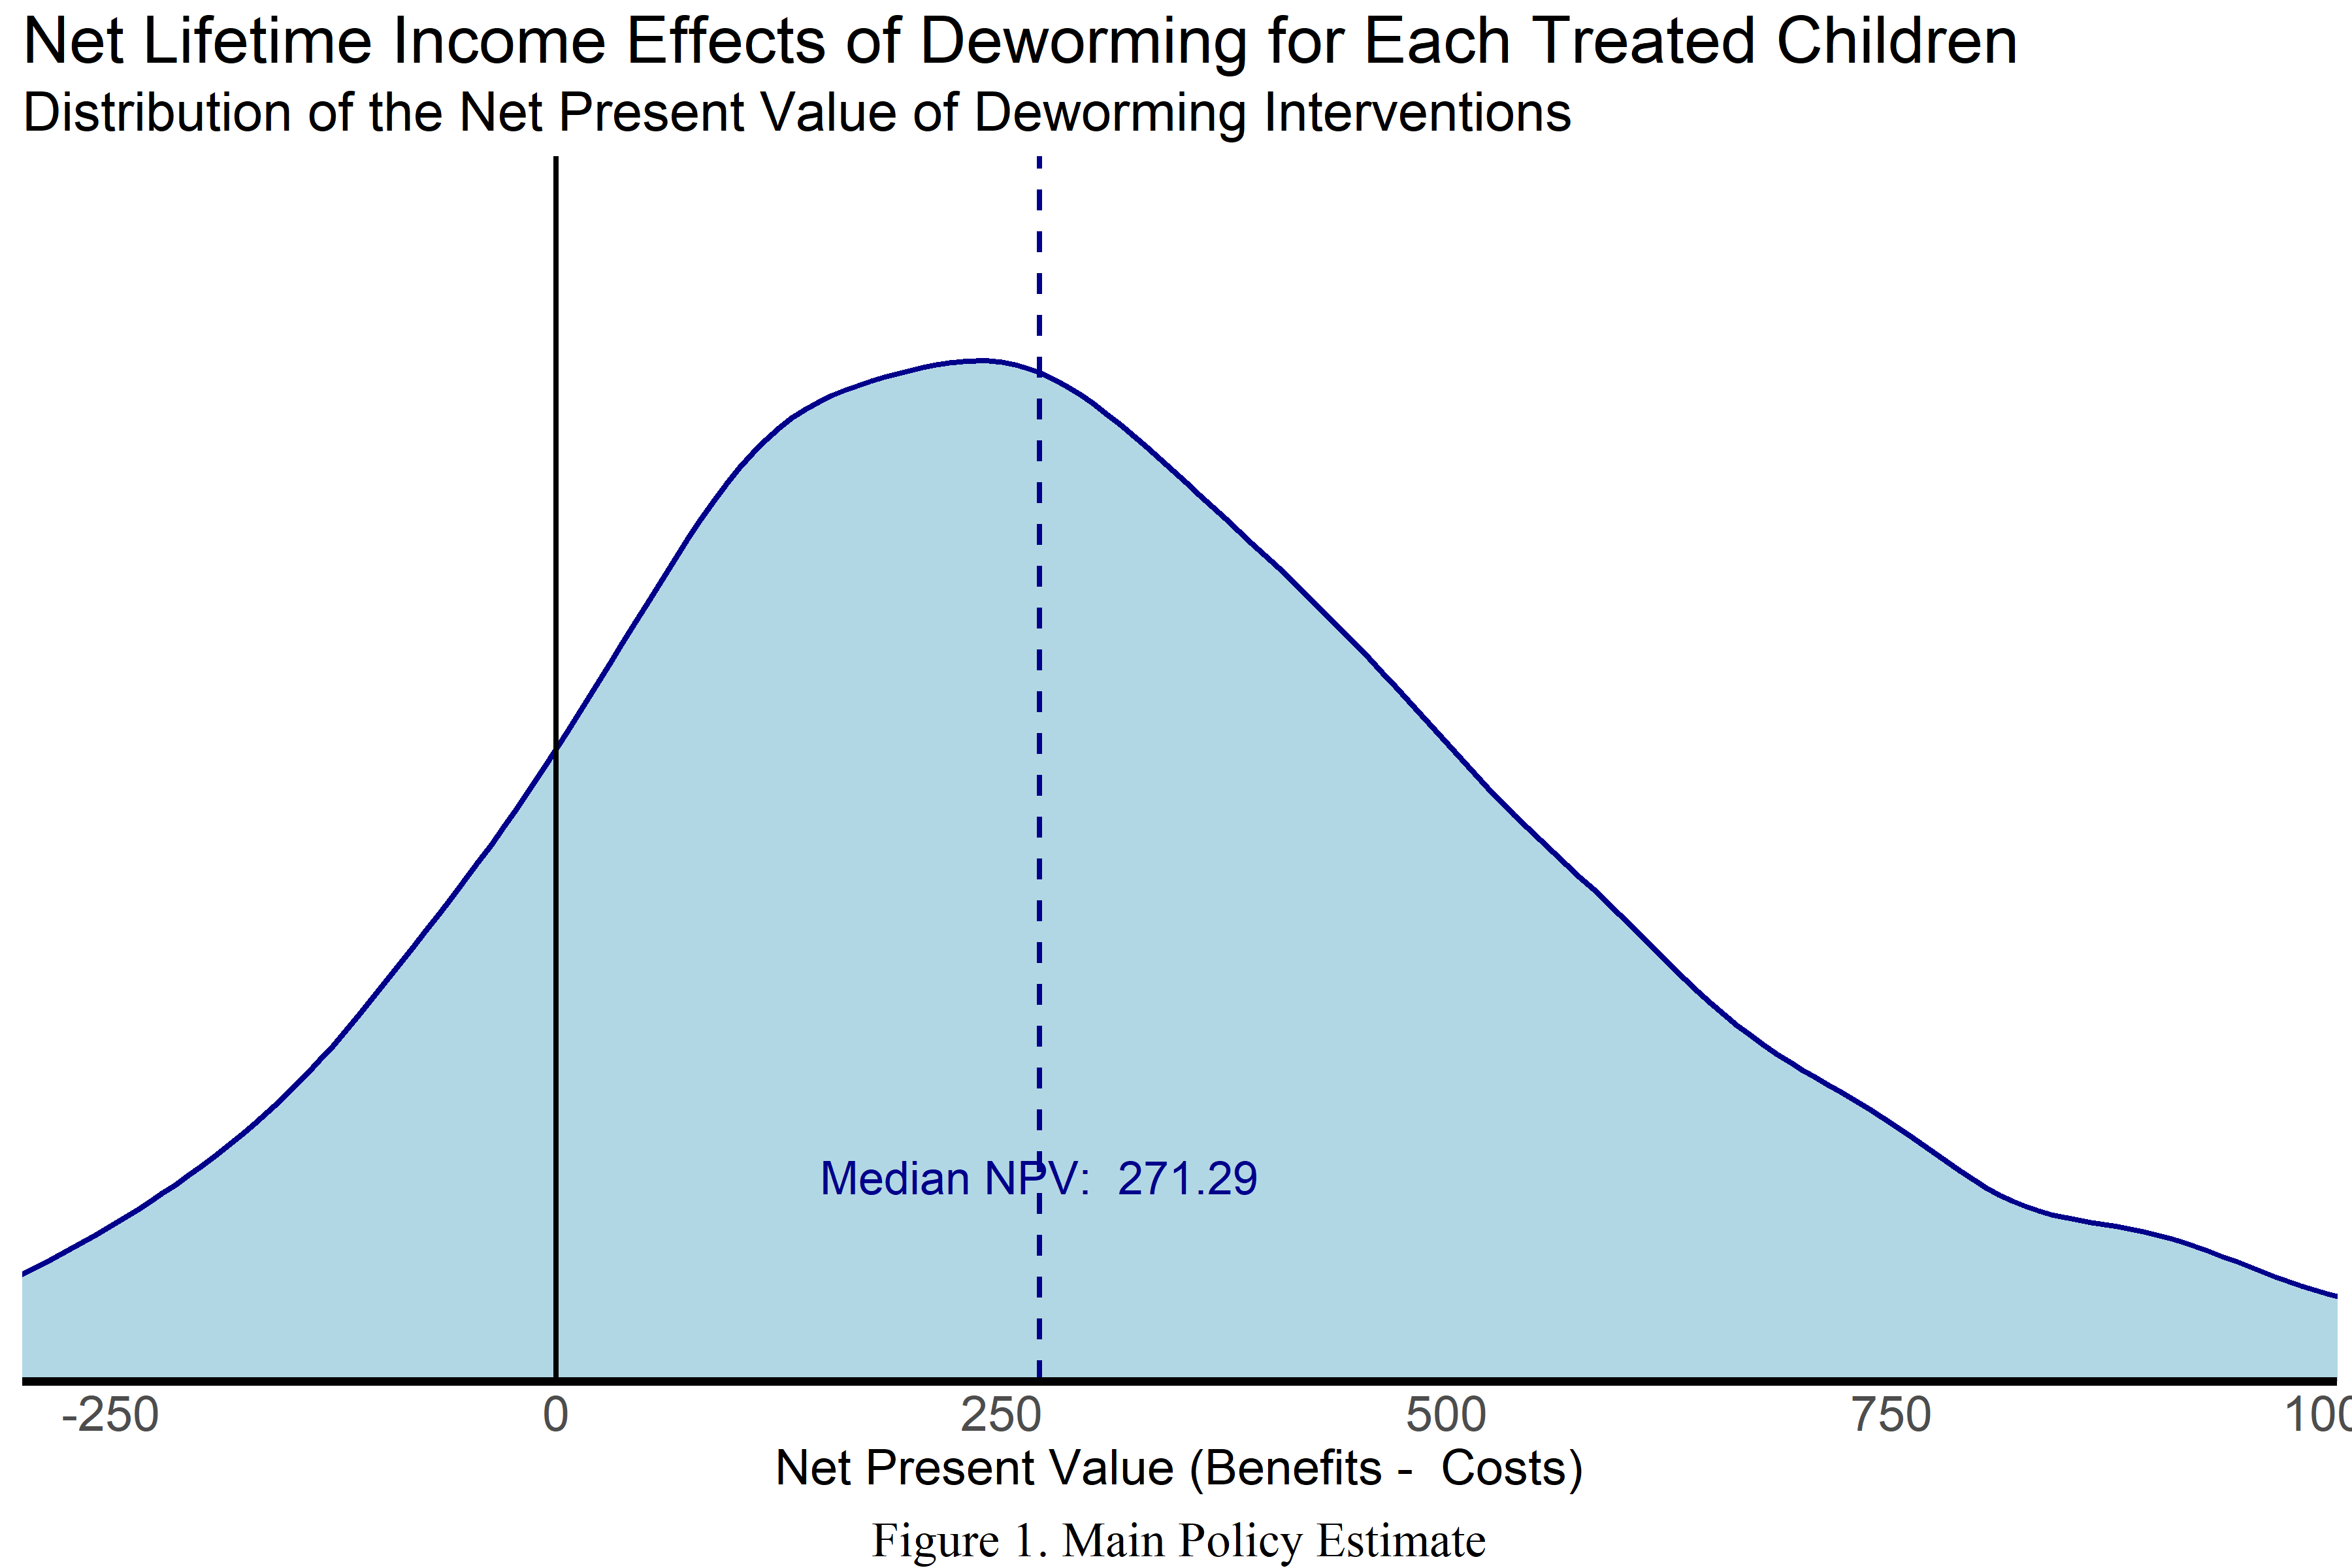 Net Lifetime Income Effects of Deworming for Each Treated Children
Distribution of the Net Present Value of Deworming Interventions
Median NPV: 271.29
-250 0 250 500 750 100
Net Present Value (Benefits - Costs)
Figure 1. Main Policy Estimate